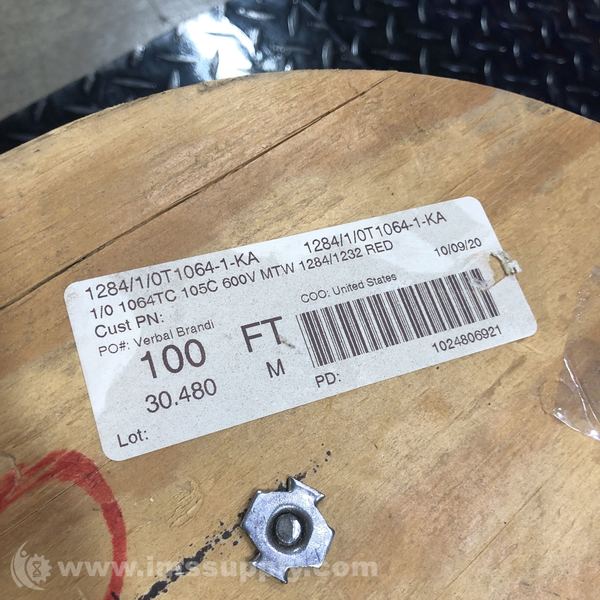 1284/1/0T1064-1-KA 1284/1/0T1064-1-KA
1/0 1064TC 105C 600V MTW 1284/1232 RED 10/09/20
Cust PN:
PO#: Verbal Brandi COO: United States
100 FT
30.480 M
1024806921
PD:
Lot:
www.imssupply.com